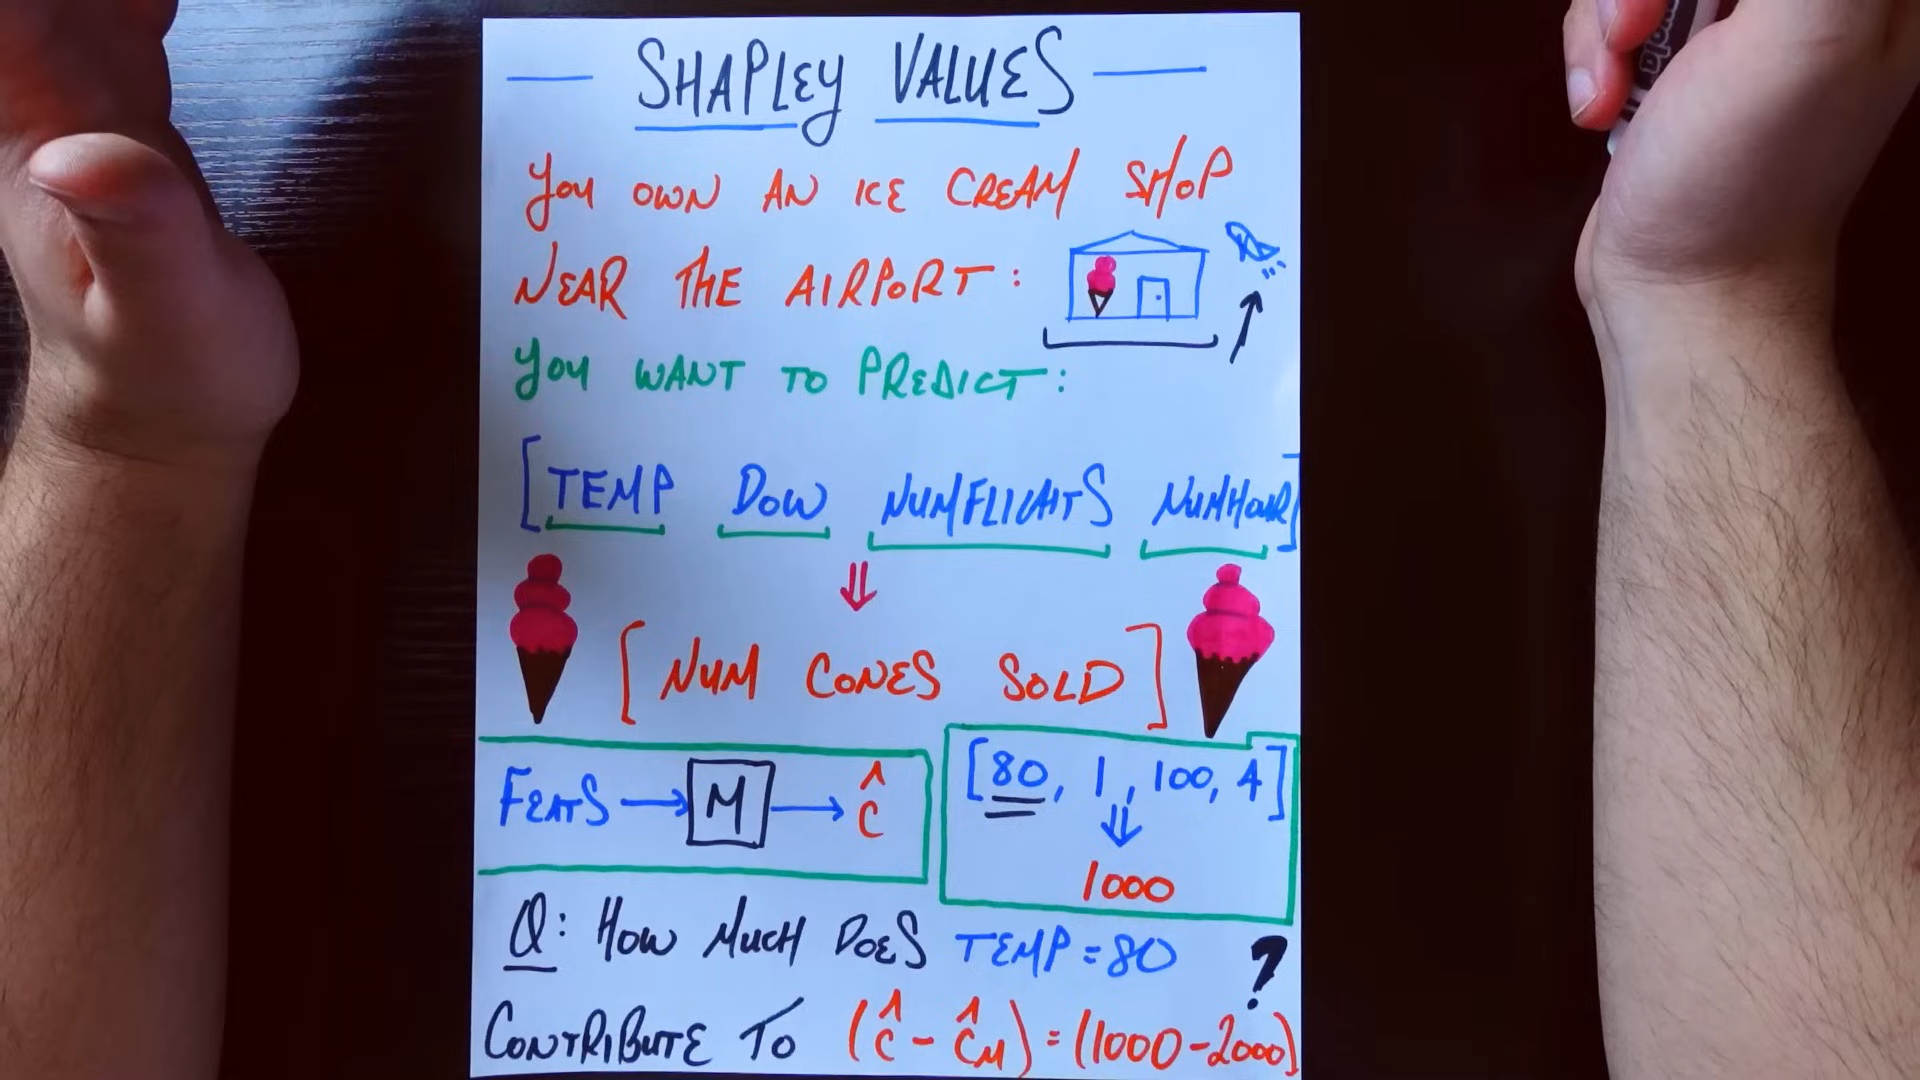 SHAPLEY VALUES
YOU OWN AN ICE CREAM SHOP
NEAR THE AIRPORT:
YOU WANT TO PREDICT:
[TEMP DOW NUMFLIGHTS NUMHOUR]
⇓
[NUM CONES SOLD]
FEATS → M → ĉ
[80, 1, 100, 4]
⇓
1000
Q: HOW MUCH DOES TEMP=80 ?
CONTRIBUTE TO (ĉ - ĉM) = (1000-2000)